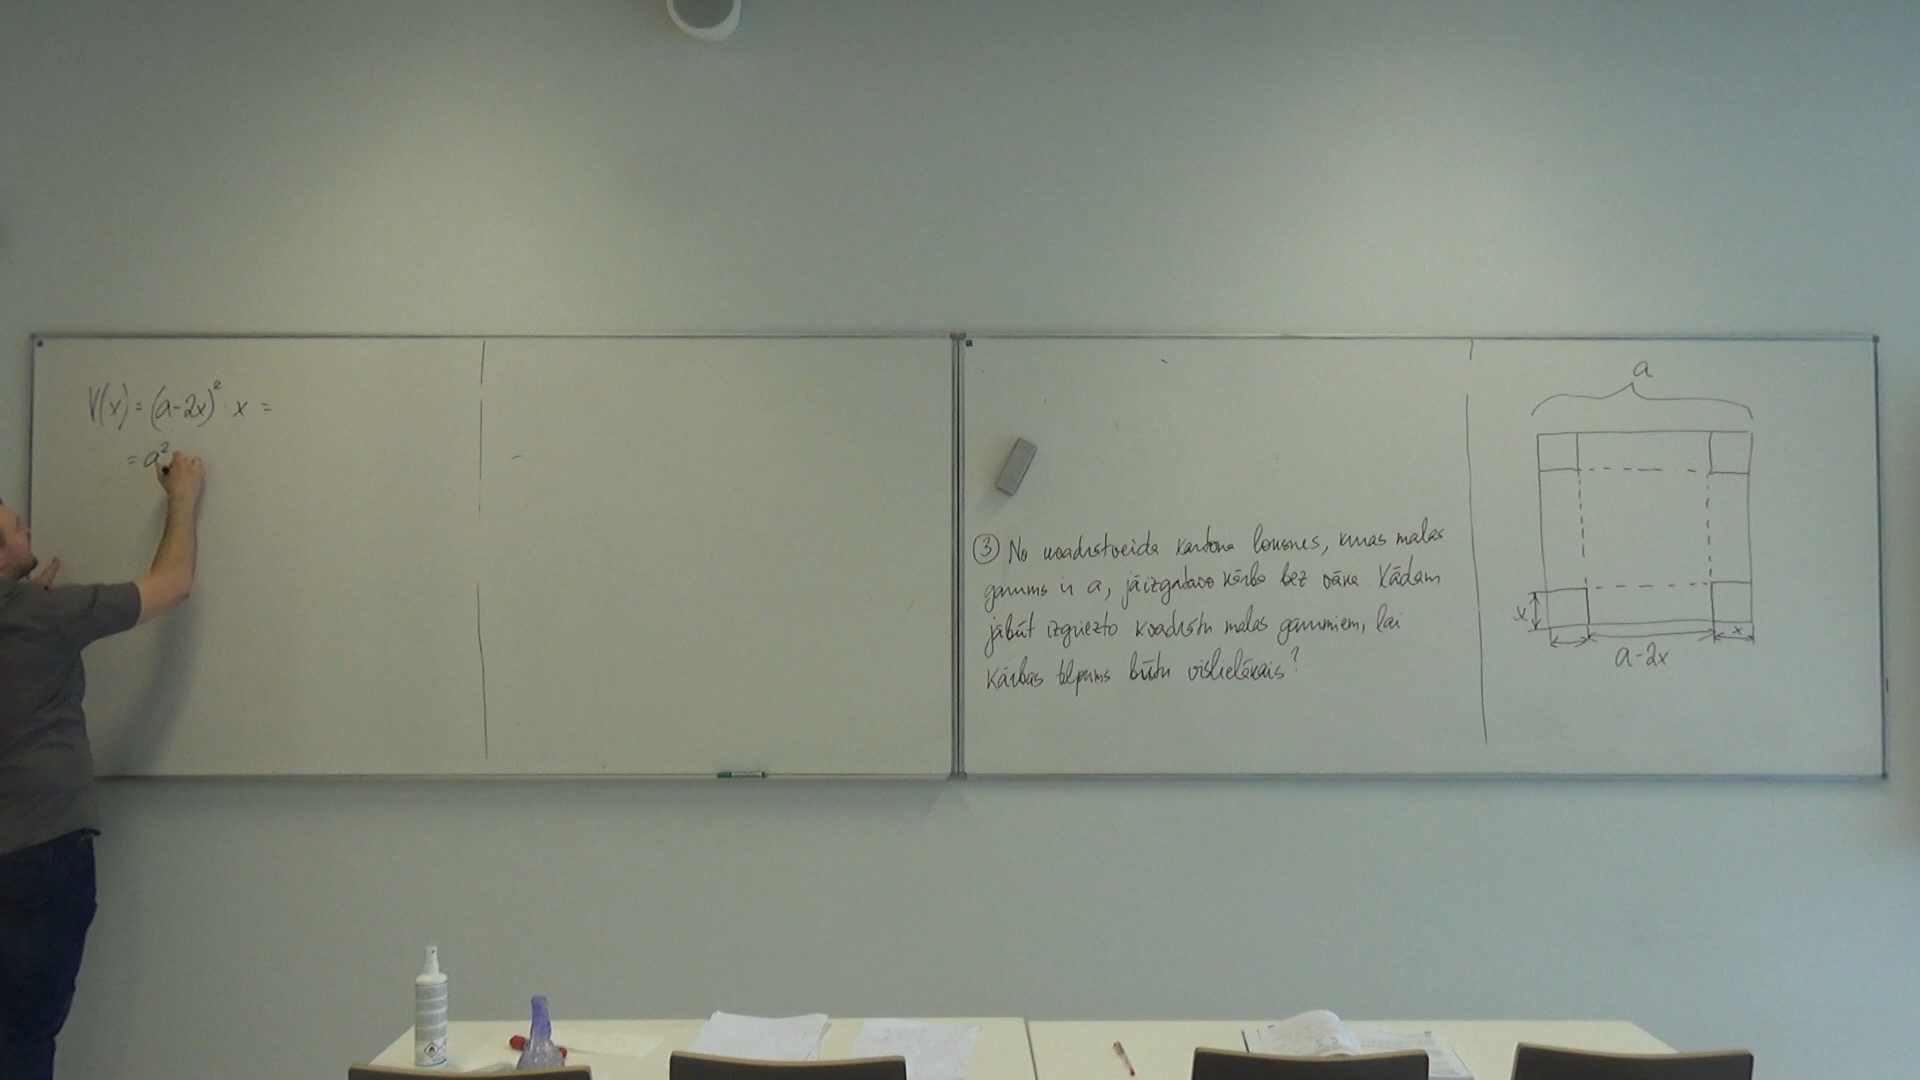 V(x) = (a-2x)² · x =
= a²
③ No kvadrātveida kartona loksnes, kuras malas
garums ir a, jāizgatavo kārba bez vāka. Kādam
jābūt izgriezto kvadrātu malas garumiem, lai
kārbas tilpums būtu vislielākais?
a
x
x
a-2x